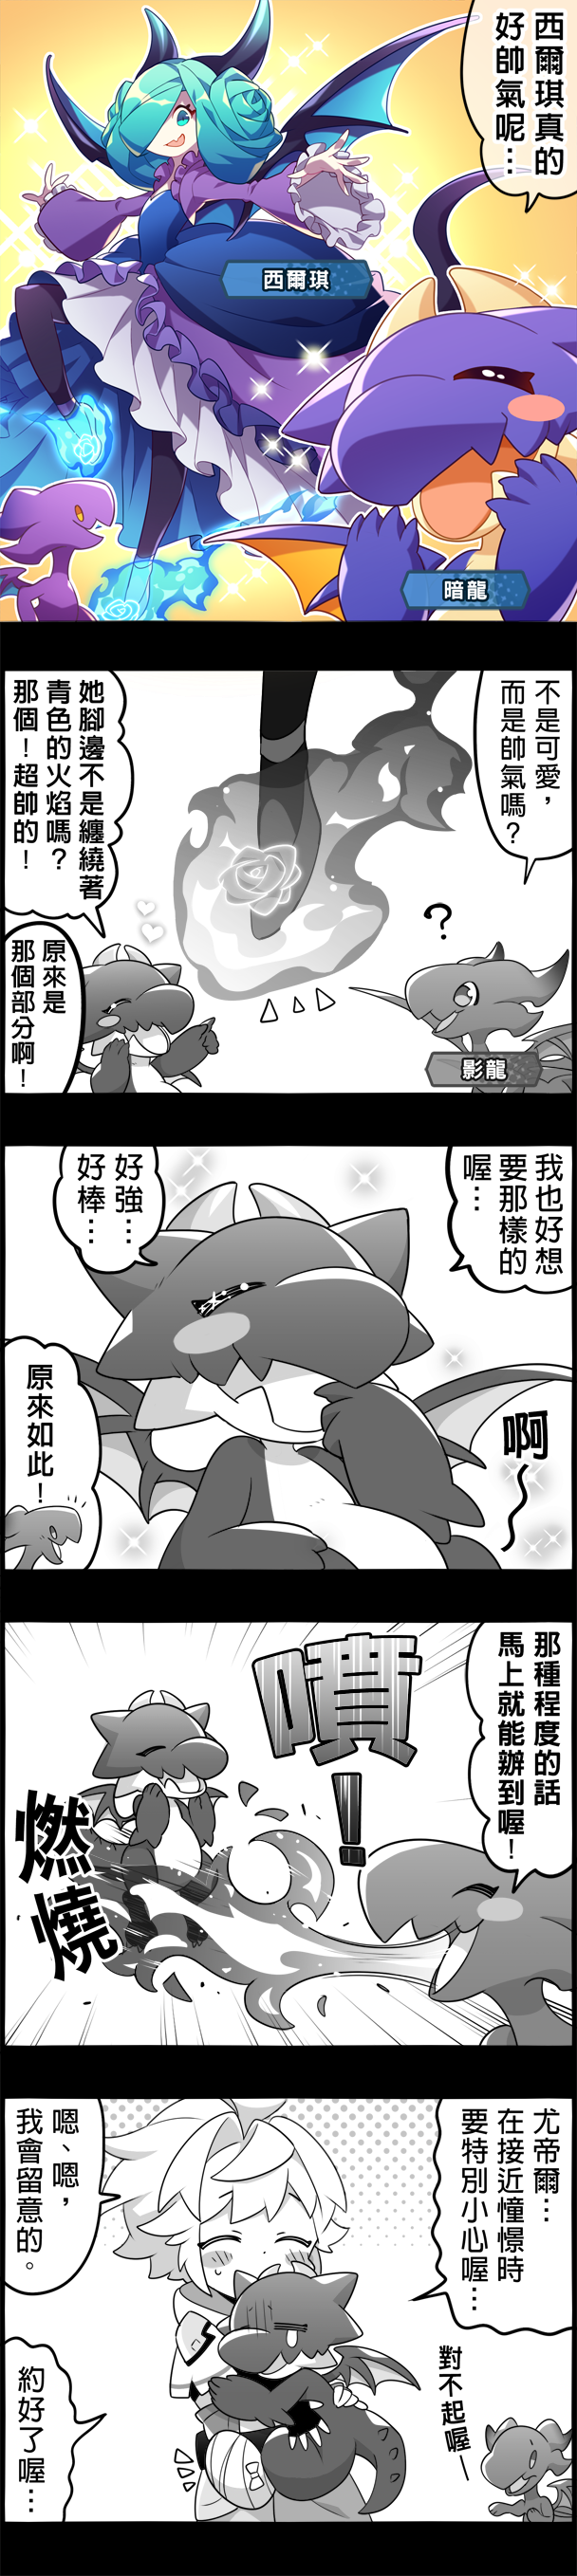 西爾琪真的
好帥氣呢…
西爾琪
暗龍
不是可愛，
而是帥氣嗎？
她腳邊不是纏繞著
青色的火焰嗎？
那個！超帥的！
？
原來是
那個部分啊！
影龍
我也好想
要那樣的
喔…
好強…
好棒…
啊～
原來如此！
那種程度的話
馬上就能辦到喔！
噴！
燃燒
尤帝爾…
在接近憧憬時
要特別小心喔…
嗯、嗯，
我會留意的。
對不起喔～
約好了喔…